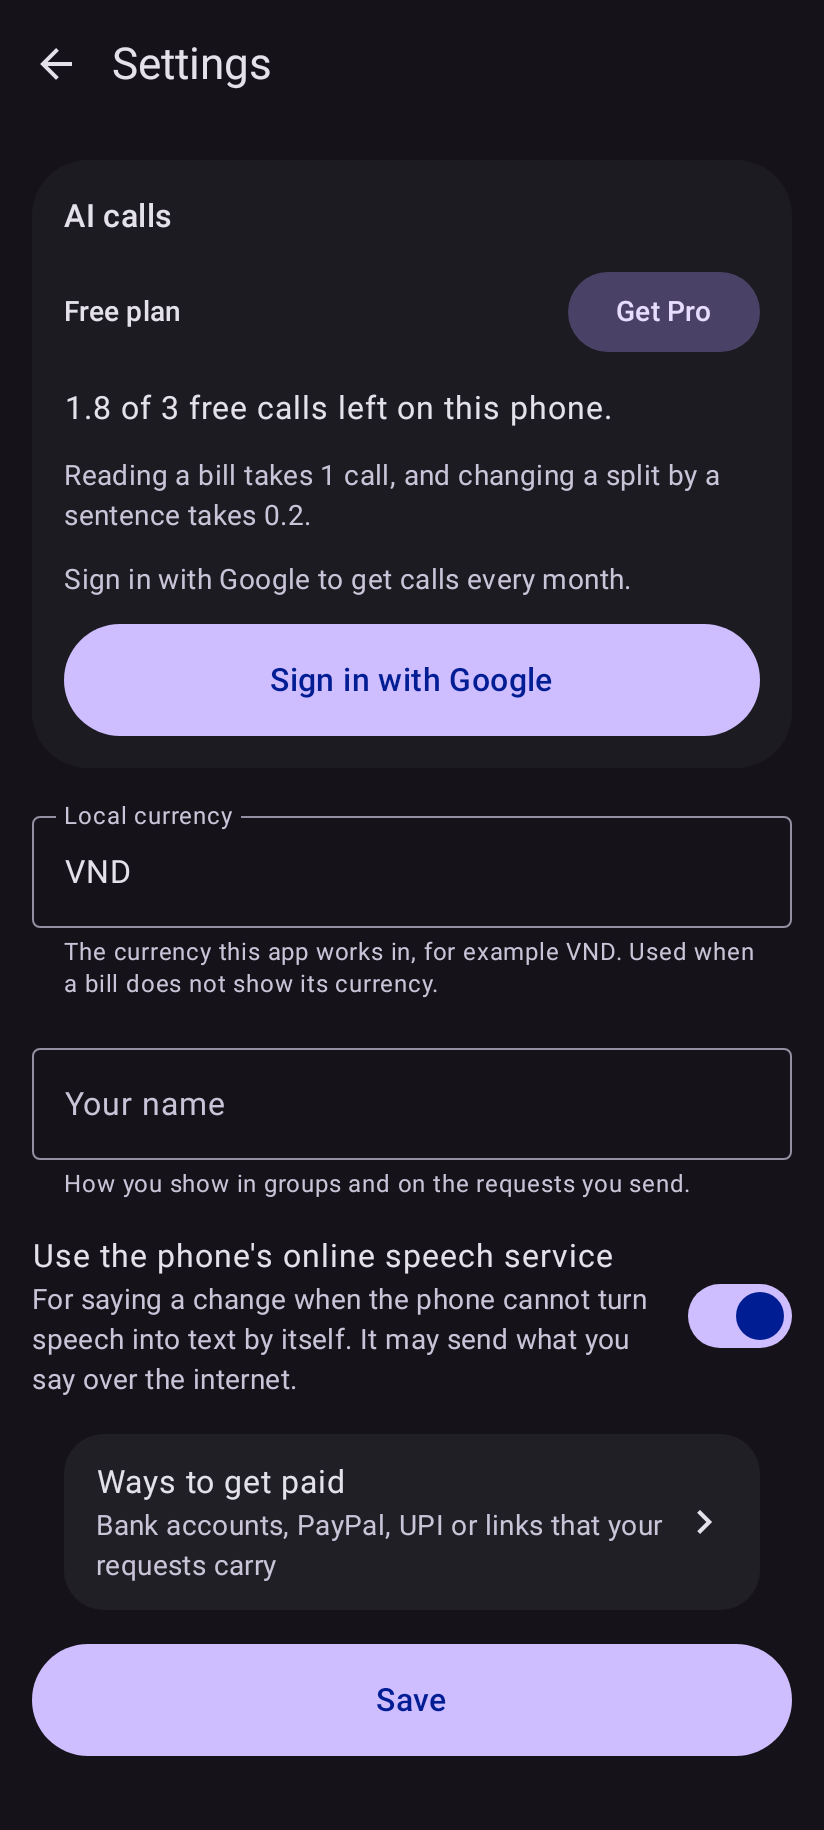 Settings
AI calls
Free plan
Get Pro
1.8 of 3 free calls left on this phone.
Reading a bill takes 1 call, and changing a split by a
sentence takes 0.2.
Sign in with Google to get calls every month.
Sign in with Google
Local currency
VND
The currency this app works in, for example VND. Used when
a bill does not show its currency.
Your name
How you show in groups and on the requests you send.
Use the phone's online speech service
For saying a change when the phone cannot turn
speech into text by itself. It may send what you
say over the internet.
Ways to get paid
Bank accounts, PayPal, UPI or links that your
requests carry
Save